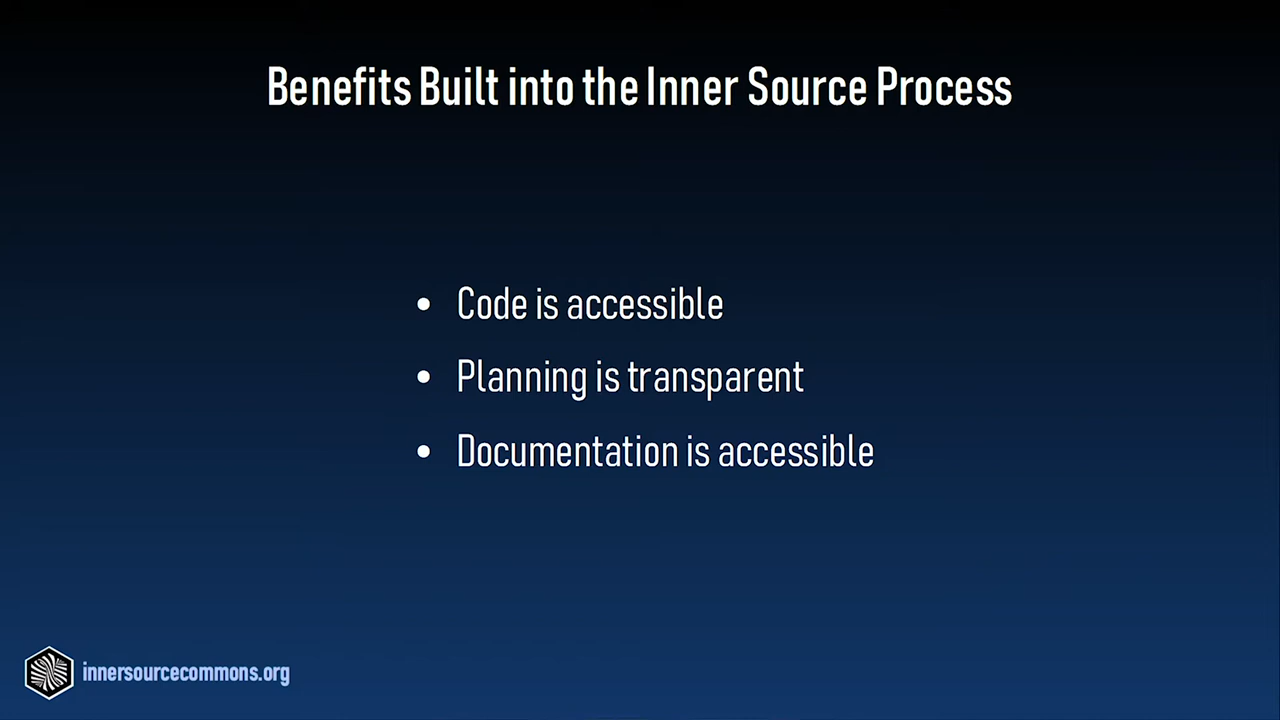 Benefits Built into the Inner Source Process
• Code is accessible
• Planning is transparent
• Documentation is accessible
innersourcecommons.org